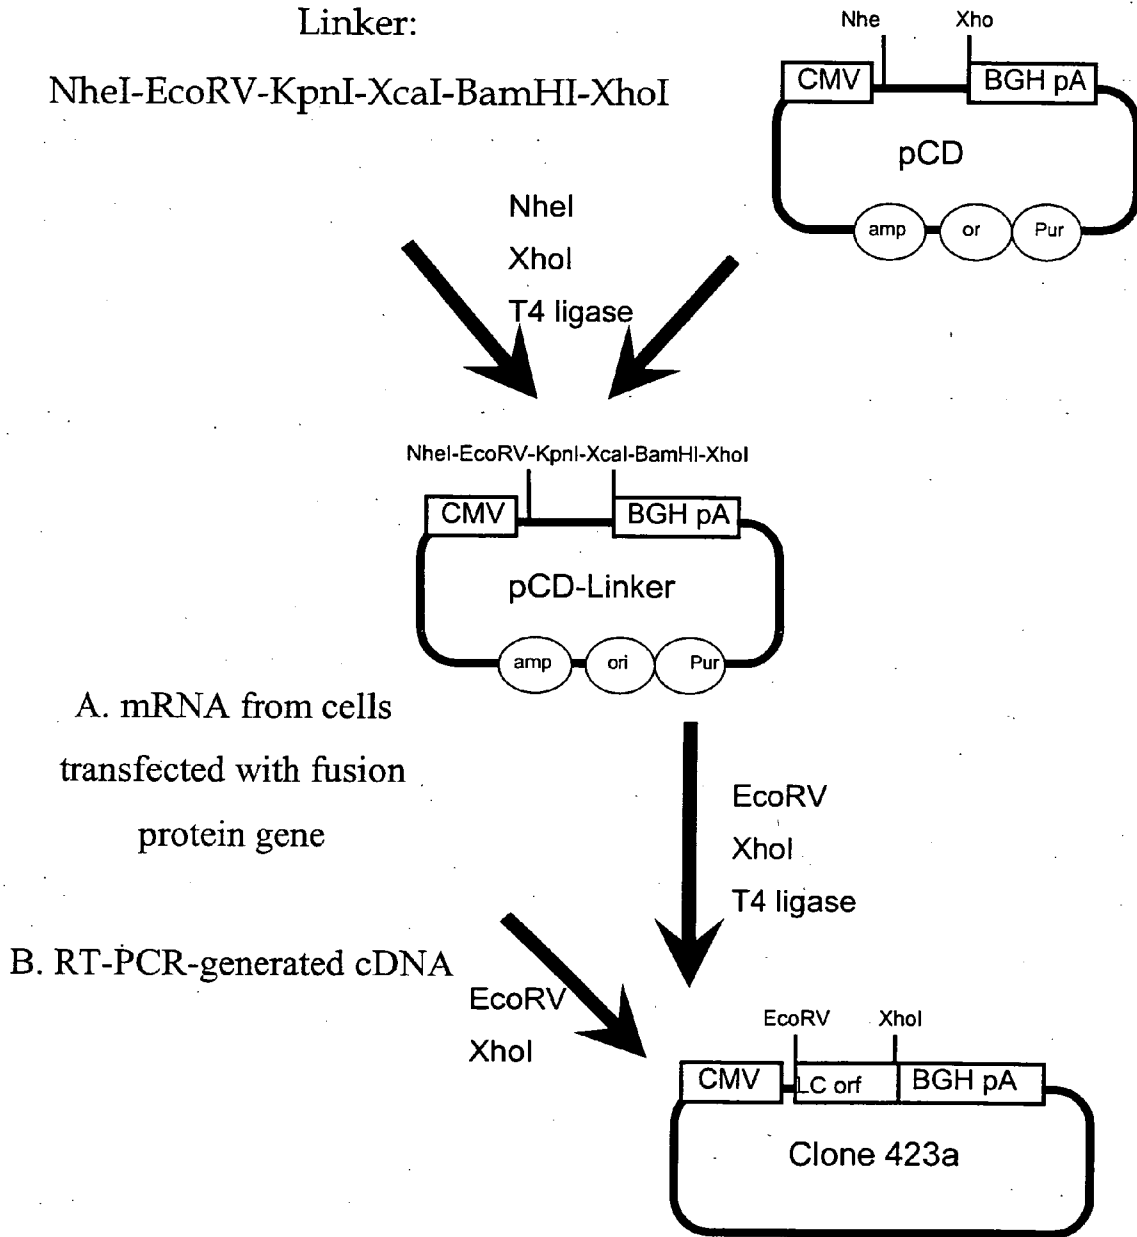 Linker:
NheI-EcoRV-KpnI-XcaI-BamHI-XhoI
Nhe Xho
CMV BGH pA
pCD
amp or Pur
NheI
XhoI
T4 ligase
NheI-EcoRV-KpnI-XcaI-BamHI-XhoI
CMV BGH pA
pCD-Linker
amp ori Pur
A. mRNA from cells
transfected with fusion
protein gene
EcoRV
XhoI
T4 ligase
B. RT-PCR-generated cDNA
EcoRV
XhoI
EcoRV XhoI
CMV LC orf BGH pA
Clone 423a